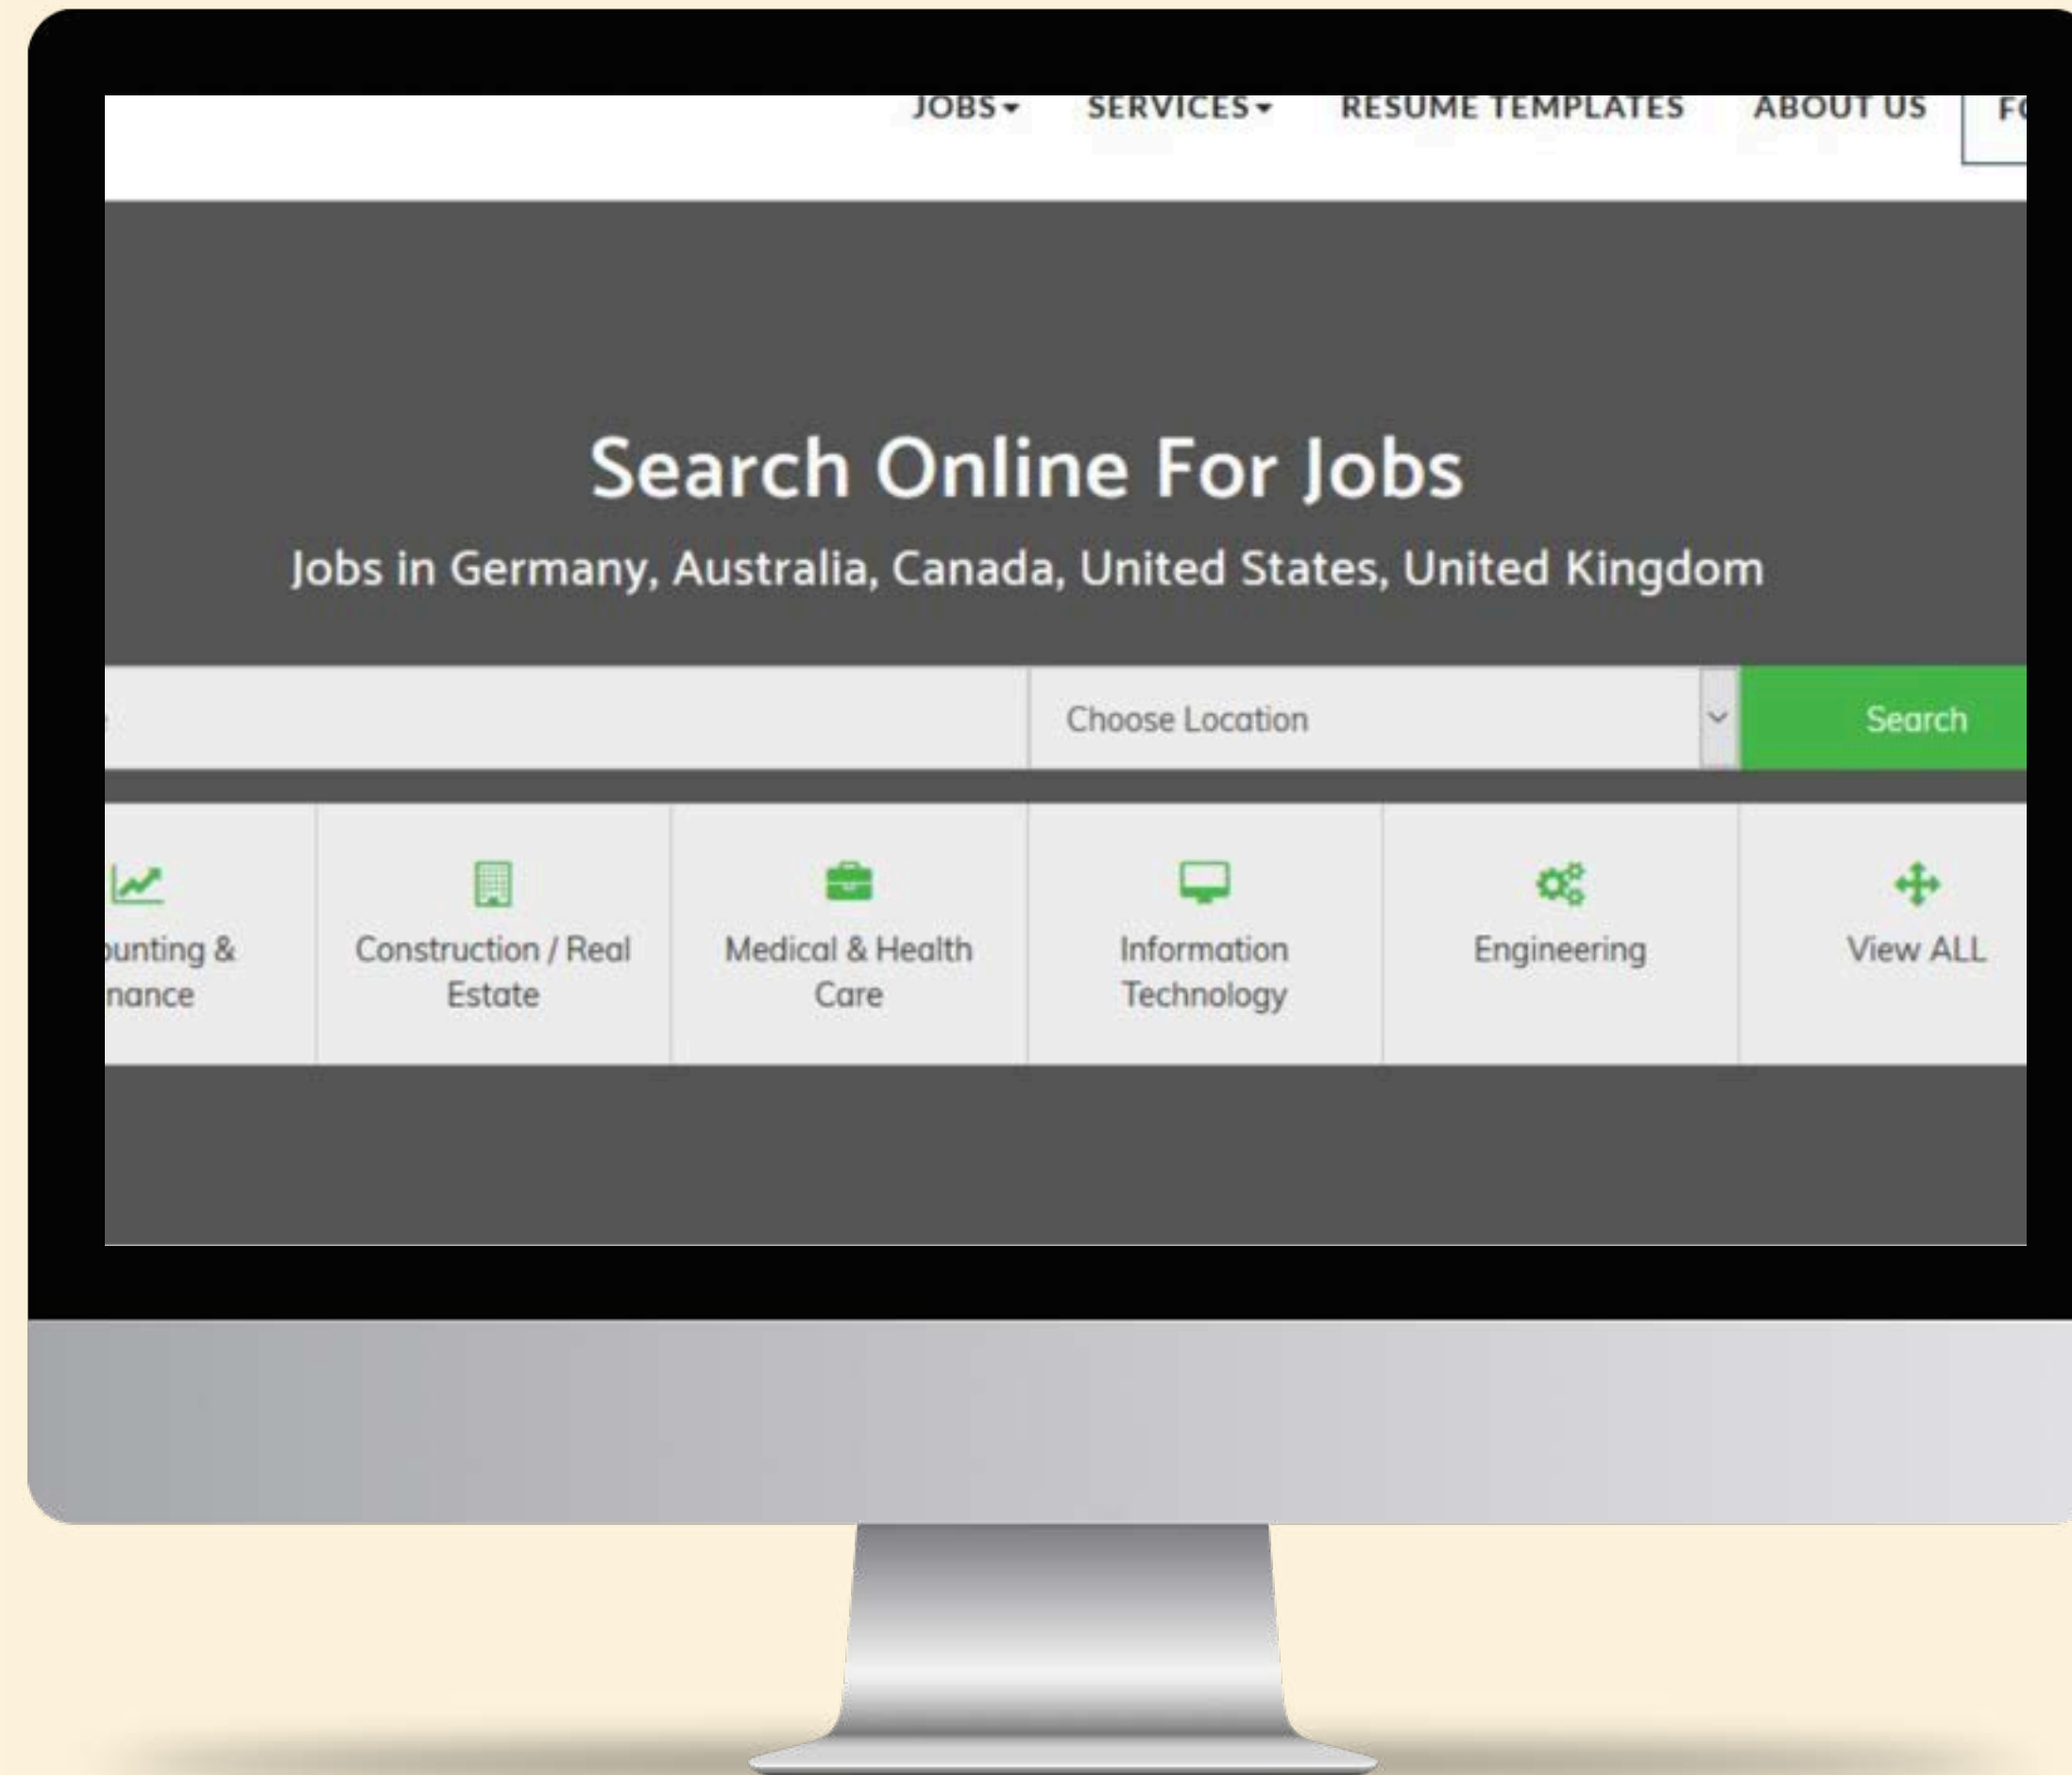 JOBS SERVICES RESUME TEMPLATES ABOUT US
Search Online For Jobs
Jobs in Germany, Australia, Canada, United States, United Kingdom
Choose Location Search
Construction / Real Medical & Health Information Engineering View ALL
Estate Care Technology